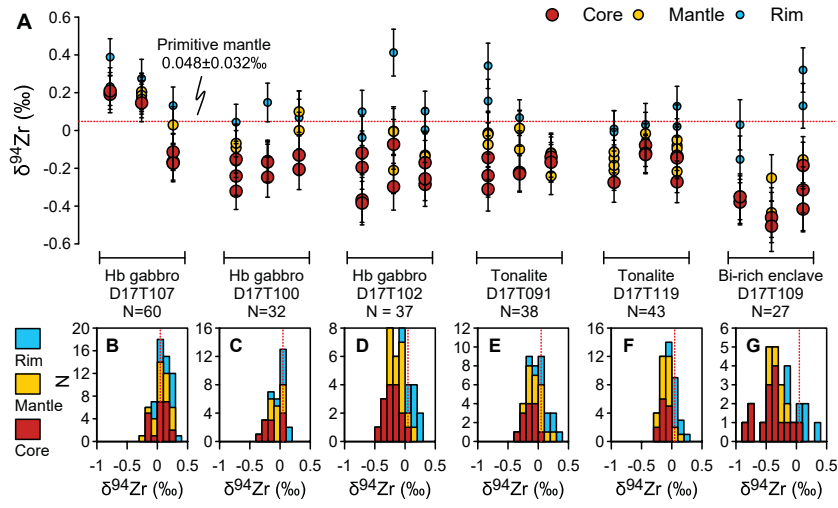 A
Core Mantle Rim
δ⁹⁴Zr (‰)
0.6
0.4
0.2
0
-0.2
-0.4
-0.6
Primitive mantle
0.048±0.032‰
Hb gabbro
D17T107
N=60
Hb gabbro
D17T100
N=32
Hb gabbro
D17T102
N = 37
Tonalite
D17T091
N=38
Tonalite
D17T119
N=43
Bi-rich enclave
D17T109
N=27
Rim
Mantle
Core
N
B
20
16
12
8
4
0
-1 -0.5 0 0.5
δ⁹⁴Zr (‰)
C
16
12
8
4
0
-1 -0.5 0 0.5
δ⁹⁴Zr (‰)
D
8
6
4
2
0
-1 -0.5 0 0.5
δ⁹⁴Zr (‰)
E
12
10
8
6
4
2
0
-1 -0.5 0 0.5
δ⁹⁴Zr (‰)
F
16
12
8
4
0
-1 -0.5 0 0.5
δ⁹⁴Zr (‰)
G
6
5
4
3
2
1
0
-1 -0.5 0 0.5
δ⁹⁴Zr (‰)